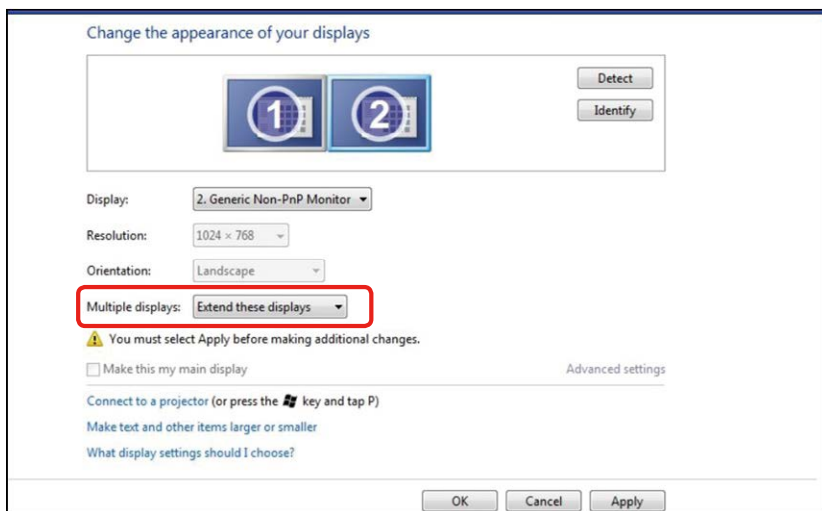 Change the appearance of your displays
1 2
Detect
Identify
Display: 2. Generic Non-PnP Monitor
Resolution: 1024 × 768
Orientation: Landscape
Multiple displays: Extend these displays
You must select Apply before making additional changes.
Make this my main display Advanced settings
Connect to a projector (or press the key and tap P)
Make text and other items larger or smaller
What display settings should I choose?
OK Cancel Apply